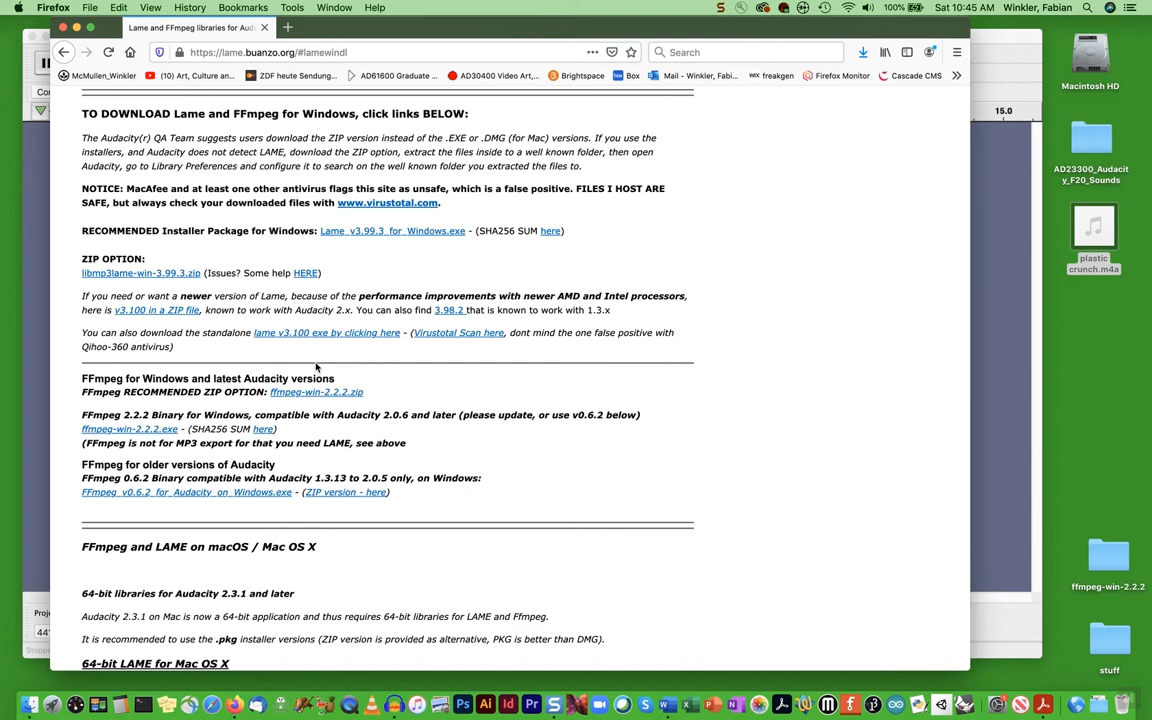 Firefox File Edit View History Bookmarks Tools Window Help 100% Sat 10:45 AM Winkler, Fabian
Lame and FFmpeg libraries for Aud
https://lame.buanzo.org/#lamewindl
Search
McMullen_Winkler (10) Art, Culture an... ZDF heute Sendung... AD61600 Graduate ... AD30400 Video Art,... Brightspace Box Mail - Winkler, Fabi... freakgen Firefox Monitor Cascade CMS
TO DOWNLOAD Lame and FFmpeg for Windows, click links BELOW:
The Audacity(r) QA Team suggests users download the ZIP version instead of the .EXE or .DMG (for Mac) versions. If you use the
installers, and Audacity does not detect LAME, download the ZIP option, extract the files inside to a well known folder, then open
Audacity, go to Library Preferences and configure it to search on the well known folder you extracted the files to.
NOTICE: MacAfee and at least one other antivirus flags this site as unsafe, which is a false positive. FILES I HOST ARE
SAFE, but always check your downloaded files with www.virustotal.com.
RECOMMENDED Installer Package for Windows: Lame_v3.99.3_for_Windows.exe - (SHA256 SUM here)
ZIP OPTION:
libmp3lame-win-3.99.3.zip (Issues? Some help HERE)
If you need or want a newer version of Lame, because of the performance improvements with newer AMD and Intel processors,
here is v3.100 in a ZIP file, known to work with Audacity 2.x. You can also find 3.98.2 that is known to work with 1.3.x
You can also download the standalone lame v3.100 exe by clicking here - (Virustotal Scan here, dont mind the one false positive with
Qihoo-360 antivirus)
FFmpeg for Windows and latest Audacity versions
FFmpeg RECOMMENDED ZIP OPTION: ffmpeg-win-2.2.2.zip
FFmpeg 2.2.2 Binary for Windows, compatible with Audacity 2.0.6 and later (please update, or use v0.6.2 below)
ffmpeg-win-2.2.2.exe - (SHA256 SUM here)
(FFmpeg is not for MP3 export for that you need LAME, see above
FFmpeg for older versions of Audacity
FFmpeg 0.6.2 Binary compatible with Audacity 1.3.13 to 2.0.5 only, on Windows:
FFmpeg_v0.6.2_for_Audacity_on_Windows.exe - (ZIP version - here)
FFmpeg and LAME on macOS / Mac OS X
64-bit libraries for Audacity 2.3.1 and later
Audacity 2.3.1 on Mac is now a 64-bit application and thus requires 64-bit libraries for LAME and Ffmpeg.
It is recommended to use the .pkg installer versions (ZIP version is provided as alternative, PKG is better than DMG).
64-bit LAME for Mac OS X
Cor
15.0
Proje
441
Stoppe
Macintosh HD
AD23300_Audacit
y_F20_Sounds
plastic
crunch.m4a
ffmpeg-win-2.2.2
stuff
Ps Ai Id Pr